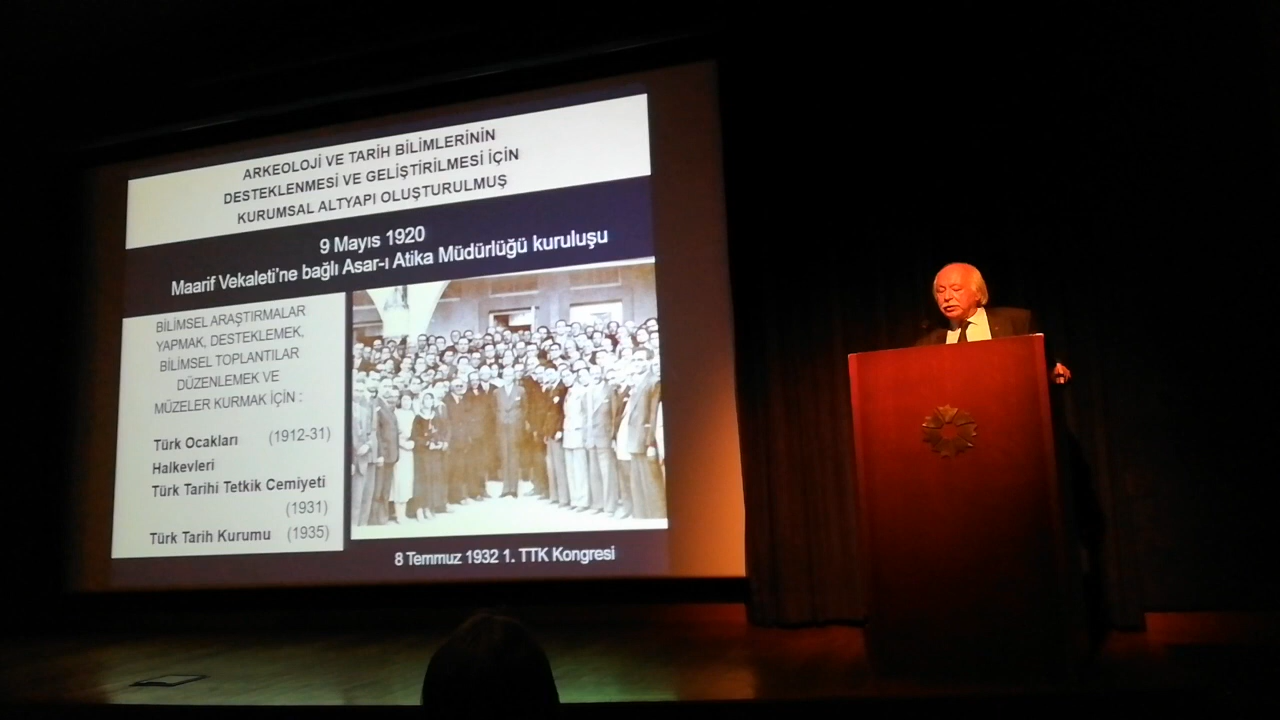 ARKEOLOJİ VE TARİH BİLİMLERİNİN
DESTEKLENMESİ VE GELİŞTİRİLMESİ İÇİN
KURUMSAL ALTYAPI OLUŞTURULMUŞ
9 Mayıs 1920
Maarif Vekaleti'ne bağlı Asar-ı Atika Müdürlüğü kuruluşu
BİLİMSEL ARAŞTIRMALAR
YAPMAK, DESTEKLEMEK,
BİLİMSEL TOPLANTILAR
DÜZENLEMEK VE
MÜZELER KURMAK İÇİN :
Türk Ocakları (1912-31)
Halkevleri
Türk Tarihi Tetkik Cemiyeti
(1931)
Türk Tarih Kurumu (1935)
8 Temmuz 1932 1. TTK Kongresi